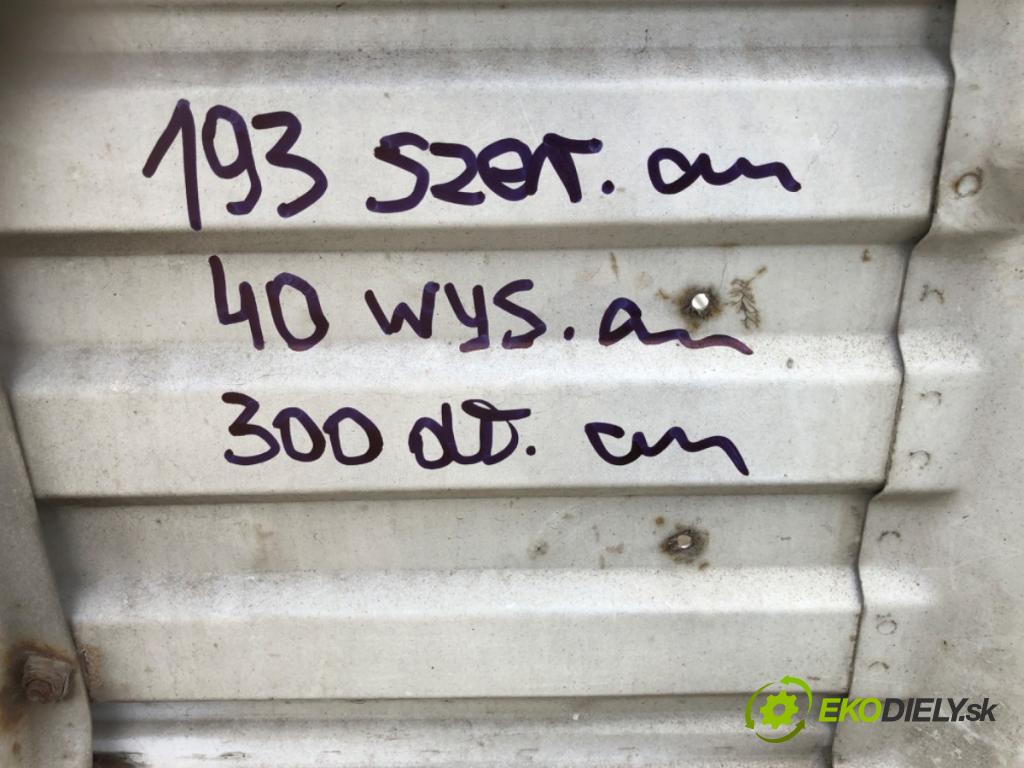 193 szer. cm
40 wys. cm
300 dł. cm
EKODIELY.sk